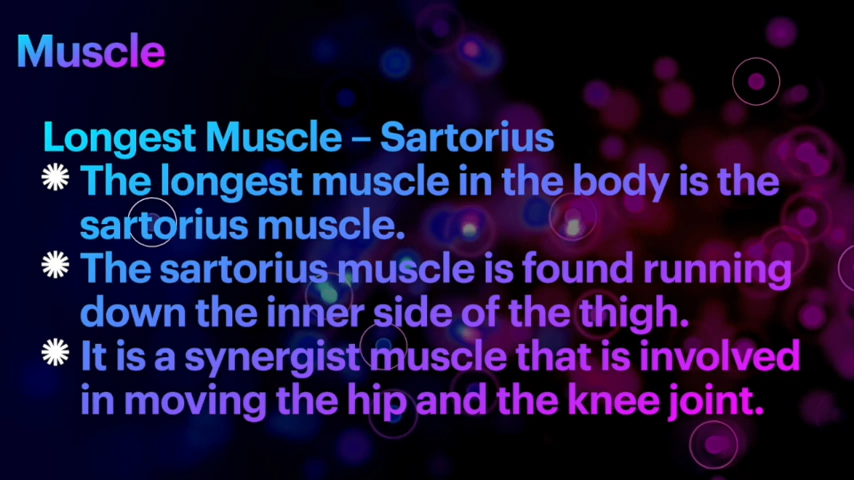 Muscle
Longest Muscle – Sartorius
The longest muscle in the body is the
sartorius muscle.
The sartorius muscle is found running
down the inner side of the thigh.
It is a synergist muscle that is involved
in moving the hip and the knee joint.